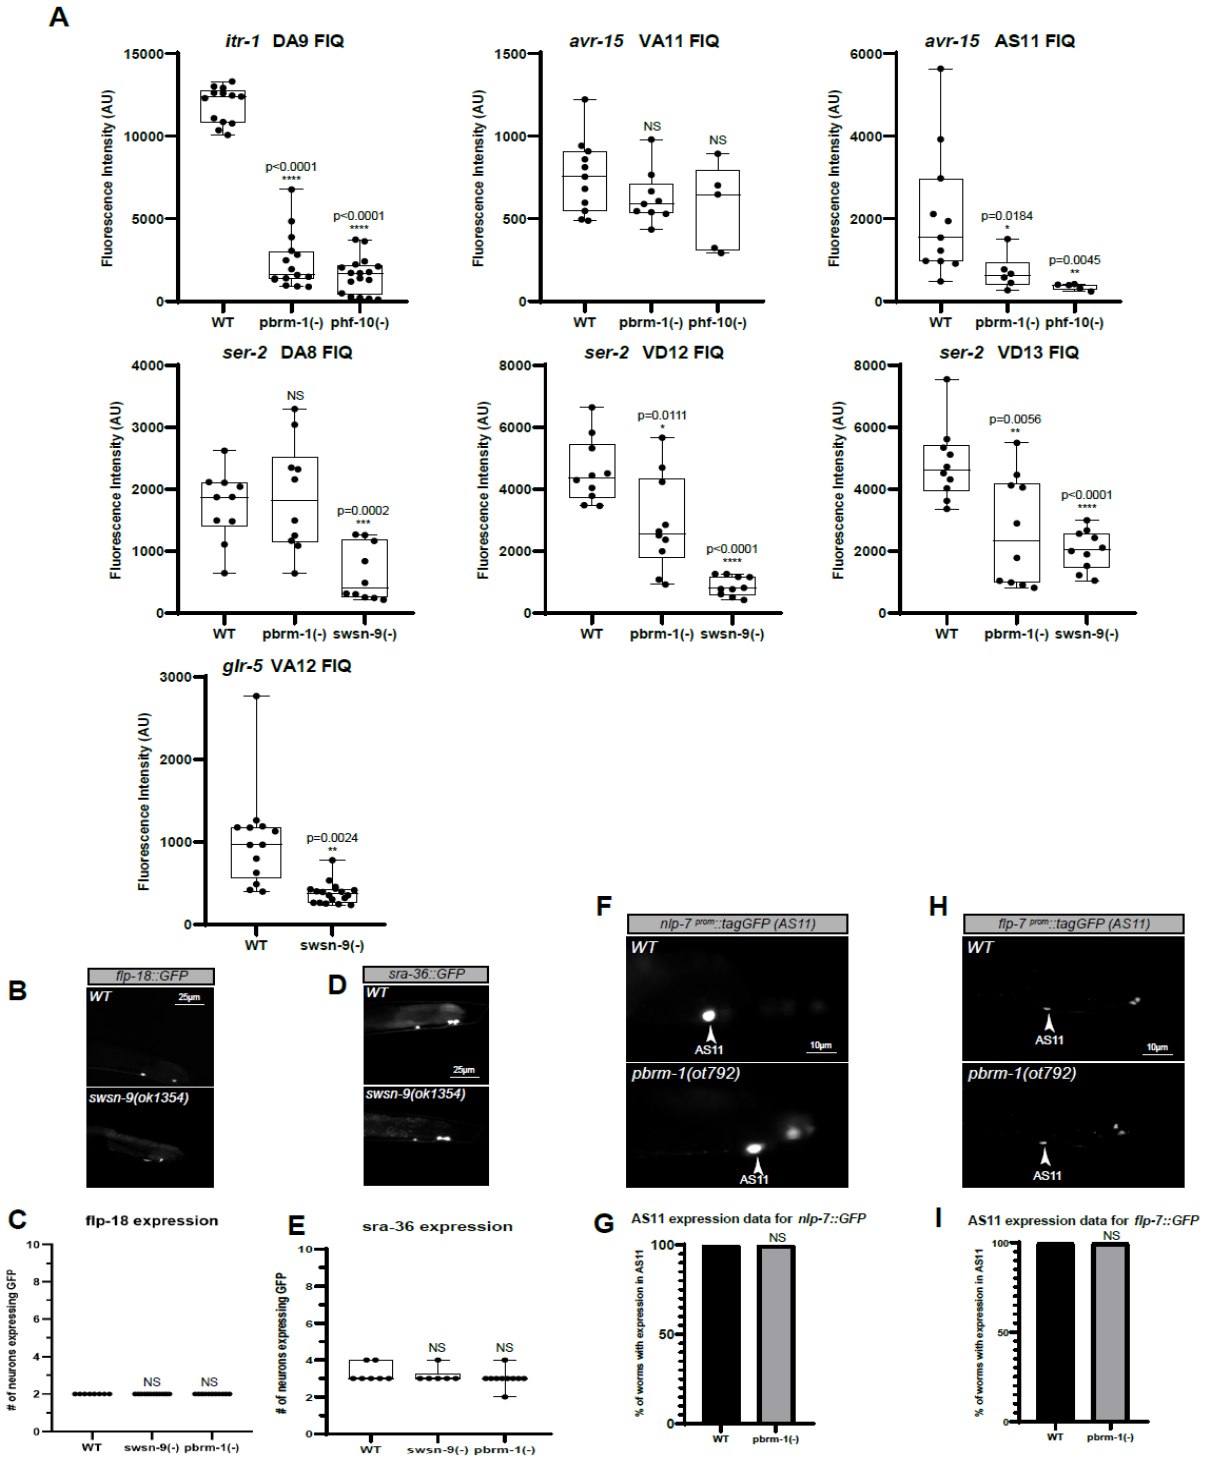 A
itr-1 DA9 FIQ
Fluorescence Intensity (AU)
15000
10000
5000
0
p<0.0001
****
p<0.0001
****
WT pbrm-1(-) phf-10(-)
avr-15 VA11 FIQ
Fluorescence Intensity (AU)
1500
1000
500
0
NS
NS
WT pbrm-1(-) phf-10(-)
avr-15 AS11 FIQ
Fluorescence Intensity (AU)
6000
4000
2000
0
p=0.0184
*
p=0.0045
**
WT pbrm-1(-) phf-10(-)
ser-2 DA8 FIQ
Fluorescence Intensity (AU)
4000
3000
2000
1000
0
NS
p=0.0002
***
WT pbrm-1(-) swsn-9(-)
ser-2 VD12 FIQ
Fluorescence Intensity (AU)
8000
6000
4000
2000
0
p=0.0111
*
p<0.0001
****
WT pbrm-1(-) swsn-9(-)
ser-2 VD13 FIQ
Fluorescence Intensity (AU)
8000
6000
4000
2000
0
p=0.0056
**
p<0.0001
****
WT pbrm-1(-) swsn-9(-)
glr-5 VA12 FIQ
Fluorescence Intensity (AU)
3000
2000
1000
0
p=0.0024
**
WT swsn-9(-)
B
flp-18::GFP
WT
25µm
swsn-9(ok1354)
D
sra-36::GFP
WT
25µm
swsn-9(ok1354)
F
nlp-7 prom::tagGFP (AS11)
WT
AS11
10µm
pbrm-1(ot792)
AS11
H
flp-7 prom::tagGFP (AS11)
WT
AS11
10µm
pbrm-1(ot792)
AS11
C
flp-18 expression
# of neurons expressing GFP
10
8
6
4
2
0
NS
NS
WT swsn-9(-) pbrm-1(-)
E
sra-36 expression
# of neurons expressing GFP
10
8
6
4
2
0
NS
NS
WT swsn-9(-) pbrm-1(-)
G
AS11 expression data for nlp-7::GFP
% of worms with expression in AS11
100
50
0
NS
WT pbrm-1(-)
I
AS11 expression data for flp-7::GFP
% of worms with expression in AS11
100
50
0
NS
WT pbrm-1(-)